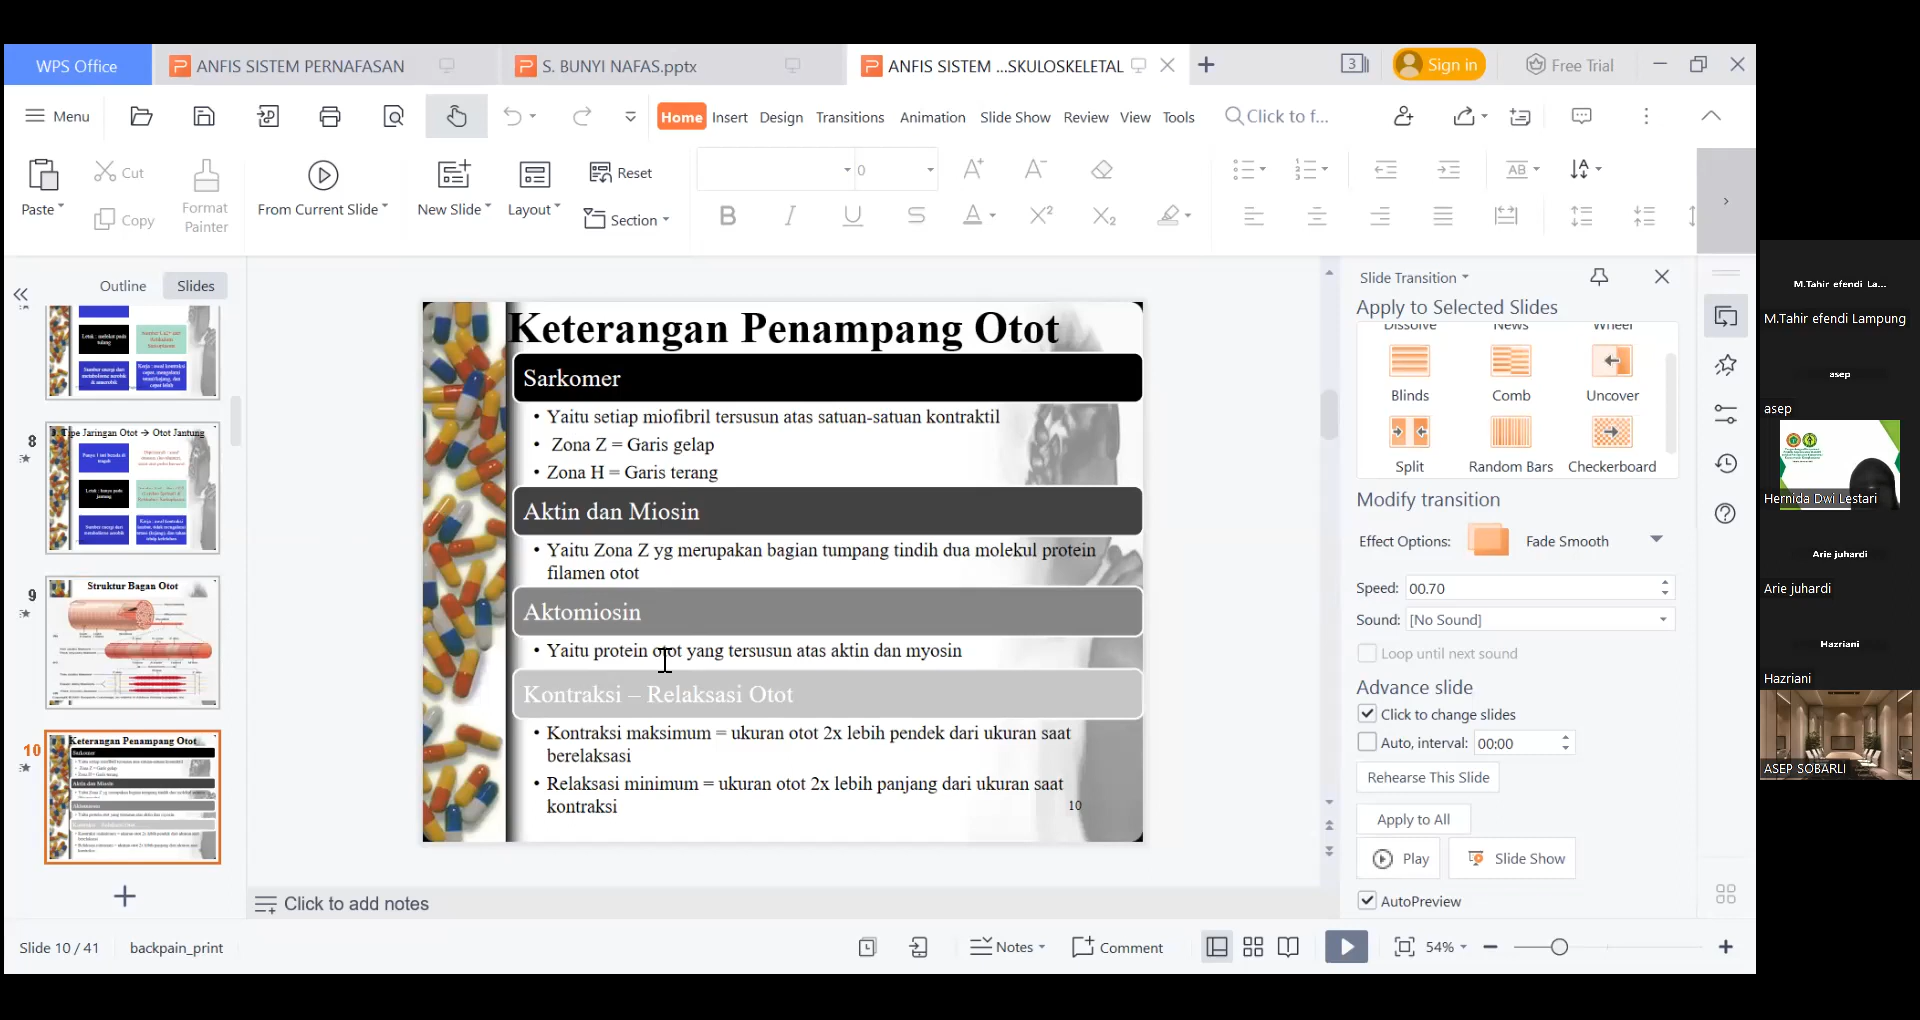 WPS Office
ANFIS SISTEM PERNAFASAN
S. BUNYI NAFAS.pptx
ANFIS SISTEM ...SKULOSKELETAL
3
Sign in
Free Trial
Menu
Home Insert Design Transitions Animation Slide Show Review View Tools
Click to f...
Paste
Cut
Copy
Format
Painter
From Current Slide
New Slide
Layout
Reset
Section
0
Outline
Slides
8
Tipe Jaringan Otot → Otot Jantung
9
Struktur Bagan Otot
10
Keterangan Penampang Otot
Keterangan Penampang Otot
Sarkomer
• Yaitu setiap miofibril tersusun atas satuan-satuan kontraktil
• Zona Z = Garis gelap
• Zona H = Garis terang
Aktin dan Miosin
• Yaitu Zona Z yg merupakan bagian tumpang tindih dua molekul protein
filamen otot
Aktomiosin
• Yaitu protein otot yang tersusun atas aktin dan myosin
Kontraksi – Relaksasi Otot
• Kontraksi maksimum = ukuran otot 2x lebih pendek dari ukuran saat
berelaksasi
• Relaksasi minimum = ukuran otot 2x lebih panjang dari ukuran saat
kontraksi
10
Click to add notes
Slide Transition
Apply to Selected Slides
Dissolve News Wheel
Blinds Comb Uncover
Split Random Bars Checkerboard
Modify transition
Effect Options: Fade Smooth
Speed: 00.70
Sound: [No Sound]
Loop until next sound
Advance slide
Click to change slides
Auto, interval: 00:00
Rehearse This Slide
Apply to All
Play
Slide Show
AutoPreview
Slide 10 / 41
backpain_print
Notes
Comment
54%
M.Tahir efendi La...
M.Tahir efendi Lampung
asep
asep
Hernida Dwi Lestari
Arie juhardi
Arie juhardi
Hazriani
Hazriani
ASEP SOBARLI